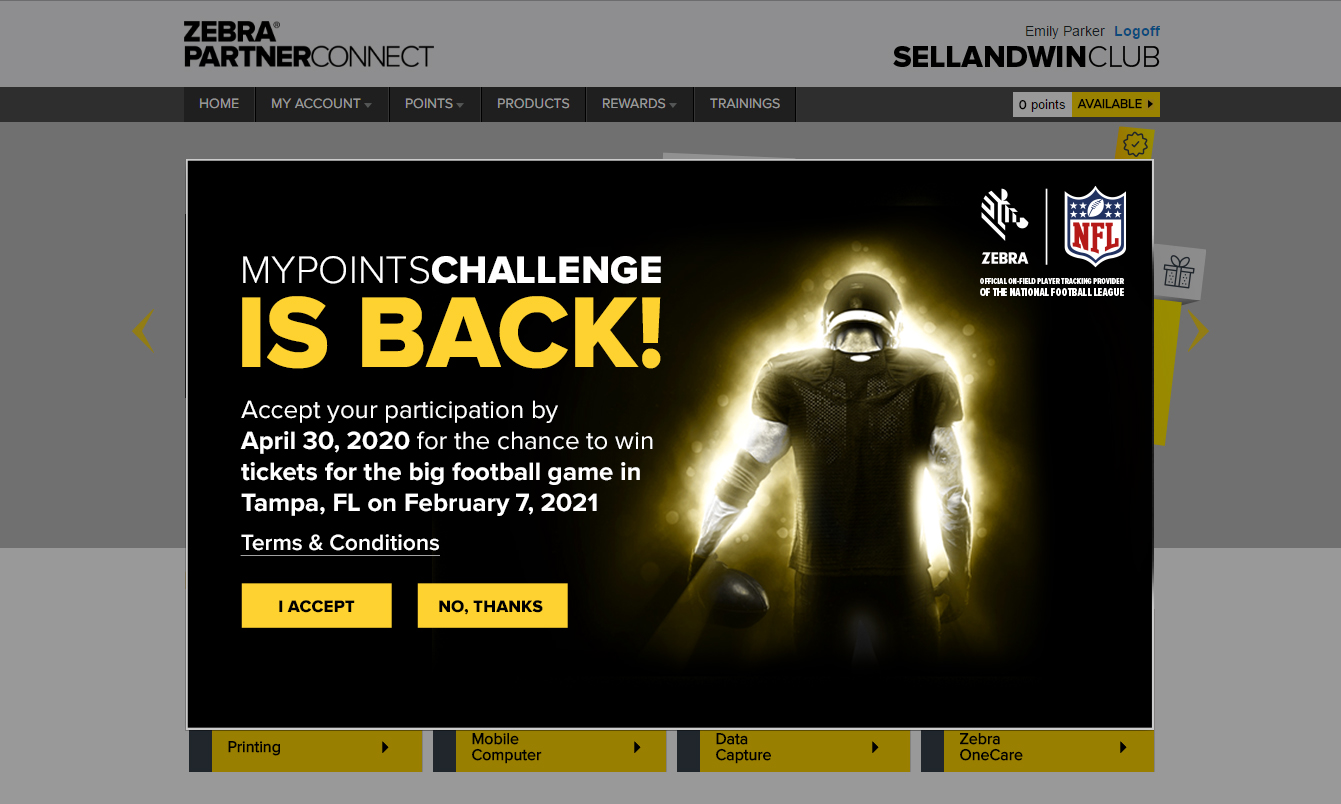 ZEBRA®
PARTNERCONNECT
Emily Parker Logoff
SELLANDWINCLUB
HOME MY ACCOUNT POINTS PRODUCTS REWARDS TRAININGS
0 points AVAILABLE
ZEBRA
NFL
OFFICIAL ON-FIELD PLAYER TRACKING PROVIDER
OF THE NATIONAL FOOTBALL LEAGUE
MYPOINTSCHALLENGE
IS BACK!
Accept your participation by
April 30, 2020 for the chance to win
tickets for the big football game in
Tampa, FL on February 7, 2021
Terms & Conditions
I ACCEPT NO, THANKS
Printing
Mobile
Computer
Data
Capture
Zebra
OneCare